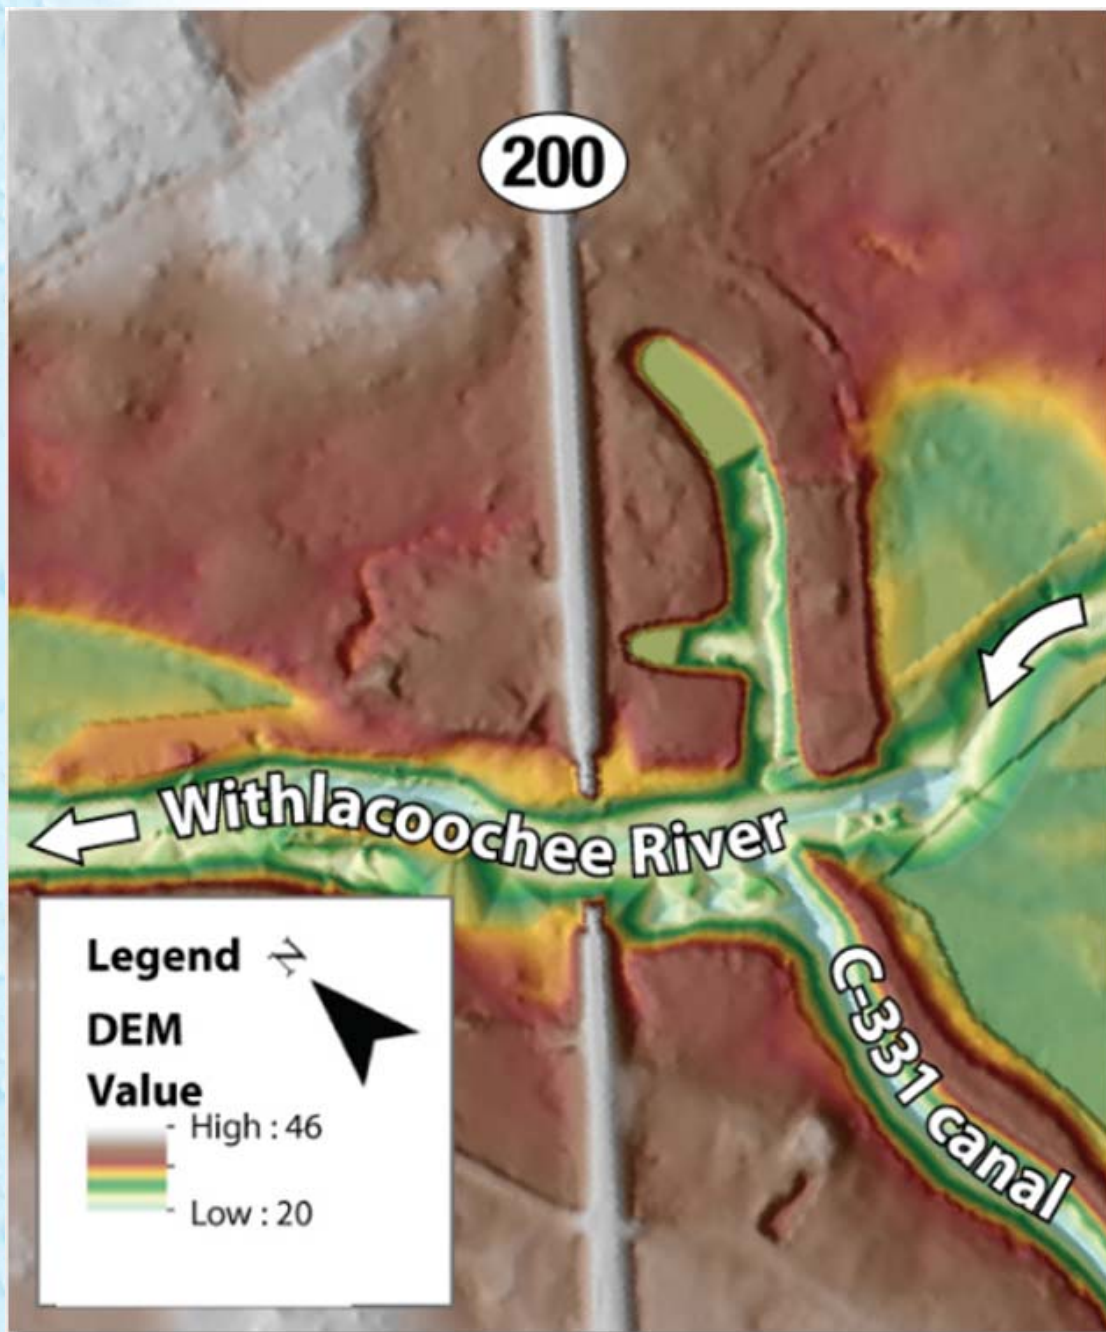 200
Withlacoochee River
C-331 canal
Legend N
DEM
Value
High : 46
Low : 20